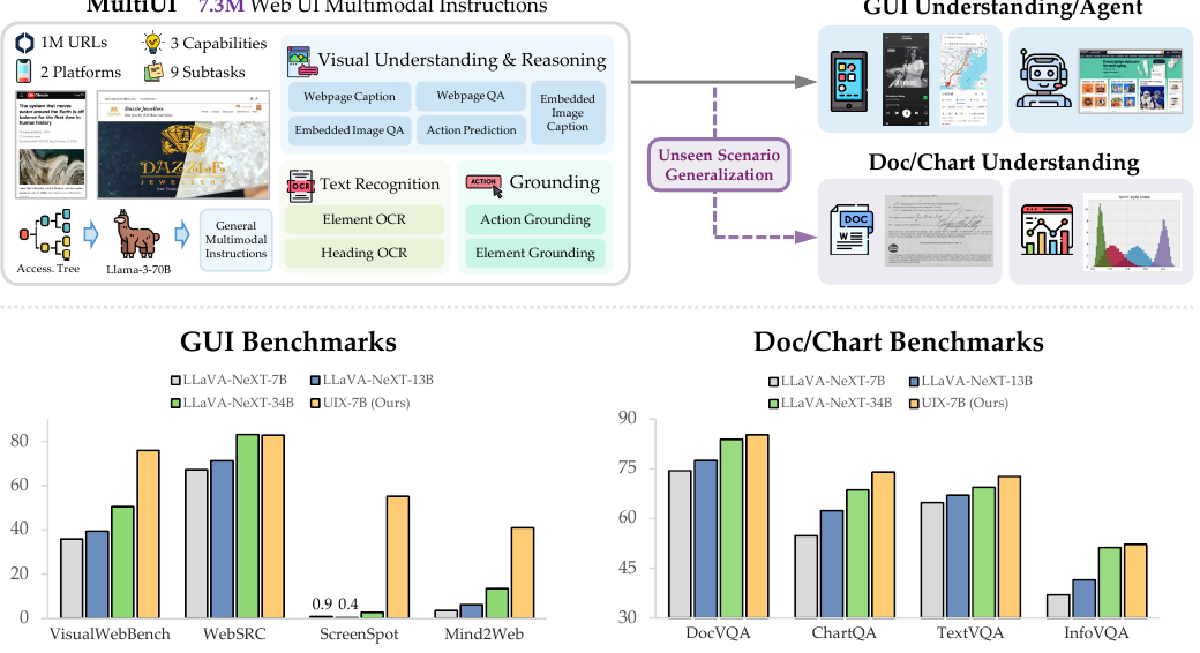 MultiUI 7.3M Web UI Multimodal Instructions
1M URLs
3 Capabilities
2 Platforms
9 Subtasks
The system that moves
water around the Earth is off
balance for the first time in
human history
Dazzle Jewellers
DAZZLE
JEWELLERS
Access. Tree
Llama-3-70B
General
Multimodal
Instructions
Visual Understanding & Reasoning
Webpage Caption
Webpage QA
Embedded
Image
Caption
Embedded Image QA
Action Prediction
OCR
Text Recognition
Element OCR
Heading OCR
ACTION
Grounding
Action Grounding
Element Grounding
Unseen Scenario
Generalization
GUI Understanding/Agent
Doc/Chart Understanding
DOC
W
GUI Benchmarks
LLaVA-NeXT-7B
LLaVA-NeXT-13B
LLaVA-NeXT-34B
UIX-7B (Ours)
80
60
40
20
0
0.9 0.4
VisualWebBench
WebSRC
ScreenSpot
Mind2Web
Doc/Chart Benchmarks
LLaVA-NeXT-7B
LLaVA-NeXT-13B
LLaVA-NeXT-34B
UIX-7B (Ours)
90
75
60
45
30
DocVQA
ChartQA
TextVQA
InfoVQA